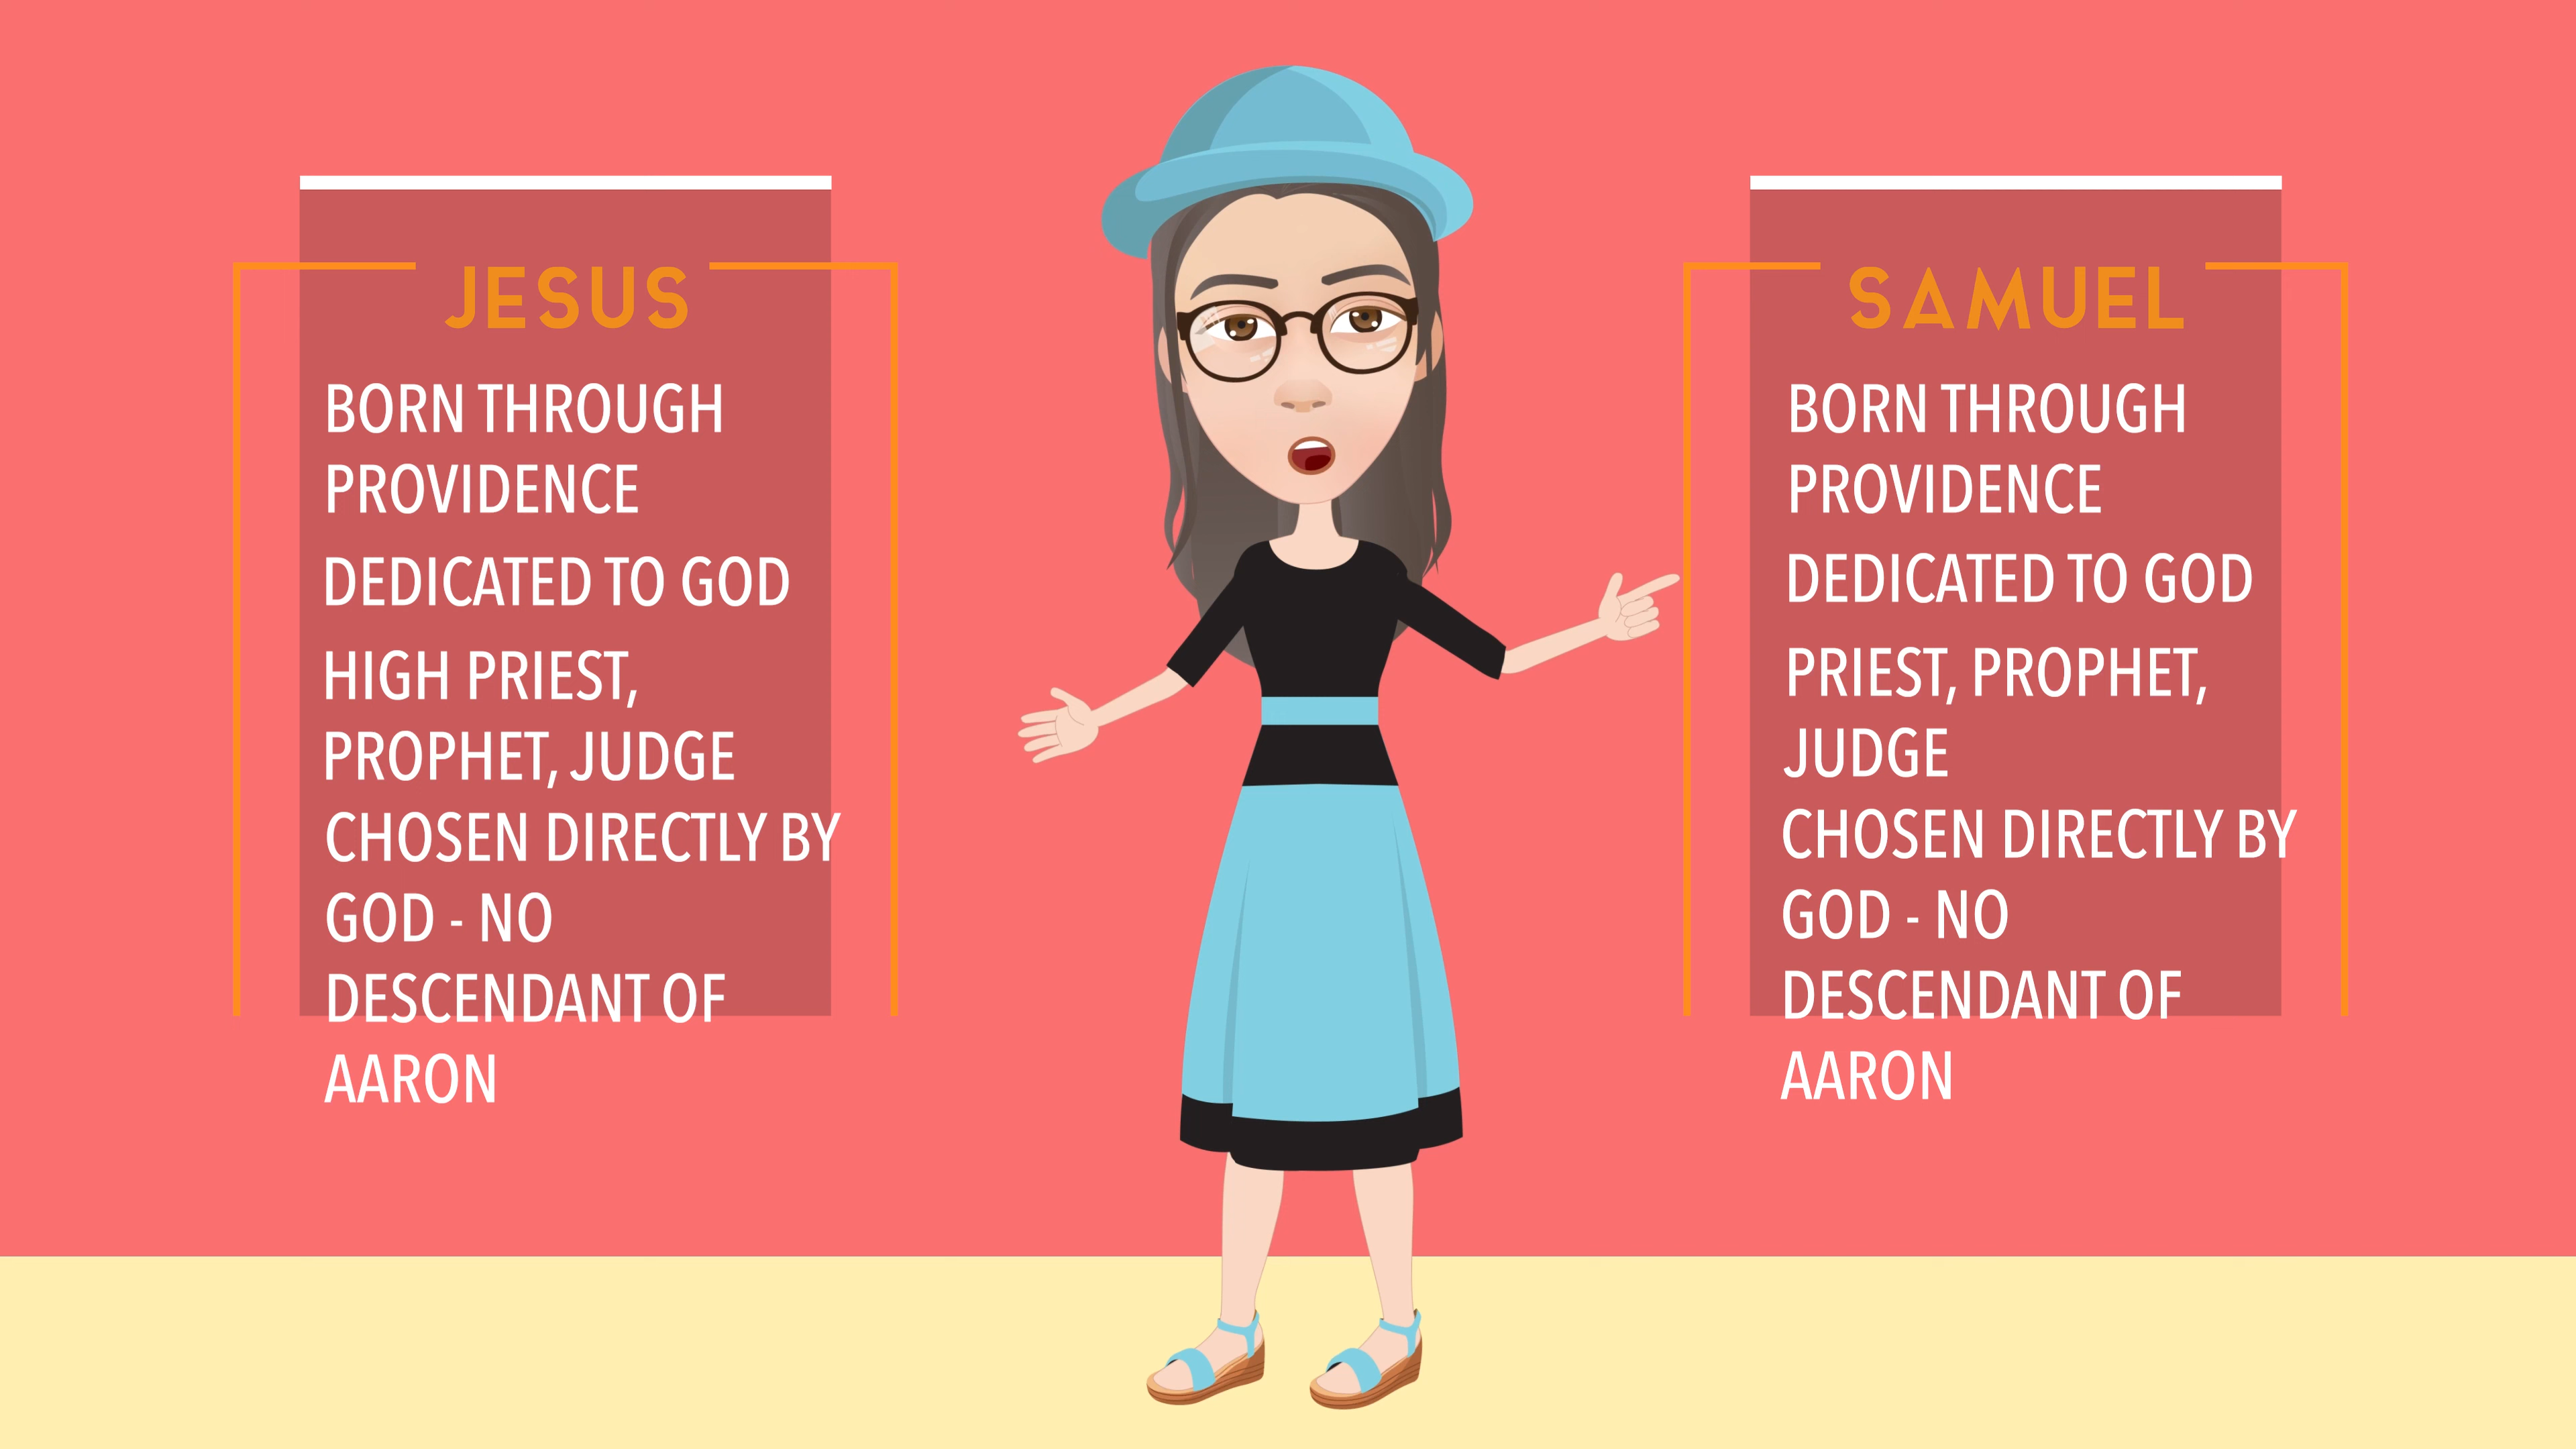 JESUS
BORN THROUGH
PROVIDENCE
DEDICATED TO GOD
HIGH PRIEST,
PROPHET, JUDGE
CHOSEN DIRECTLY BY
GOD - NO
DESCENDANT OF
AARON
SAMUEL
BORN THROUGH
PROVIDENCE
DEDICATED TO GOD
PRIEST, PROPHET,
JUDGE
CHOSEN DIRECTLY BY
GOD - NO
DESCENDANT OF
AARON